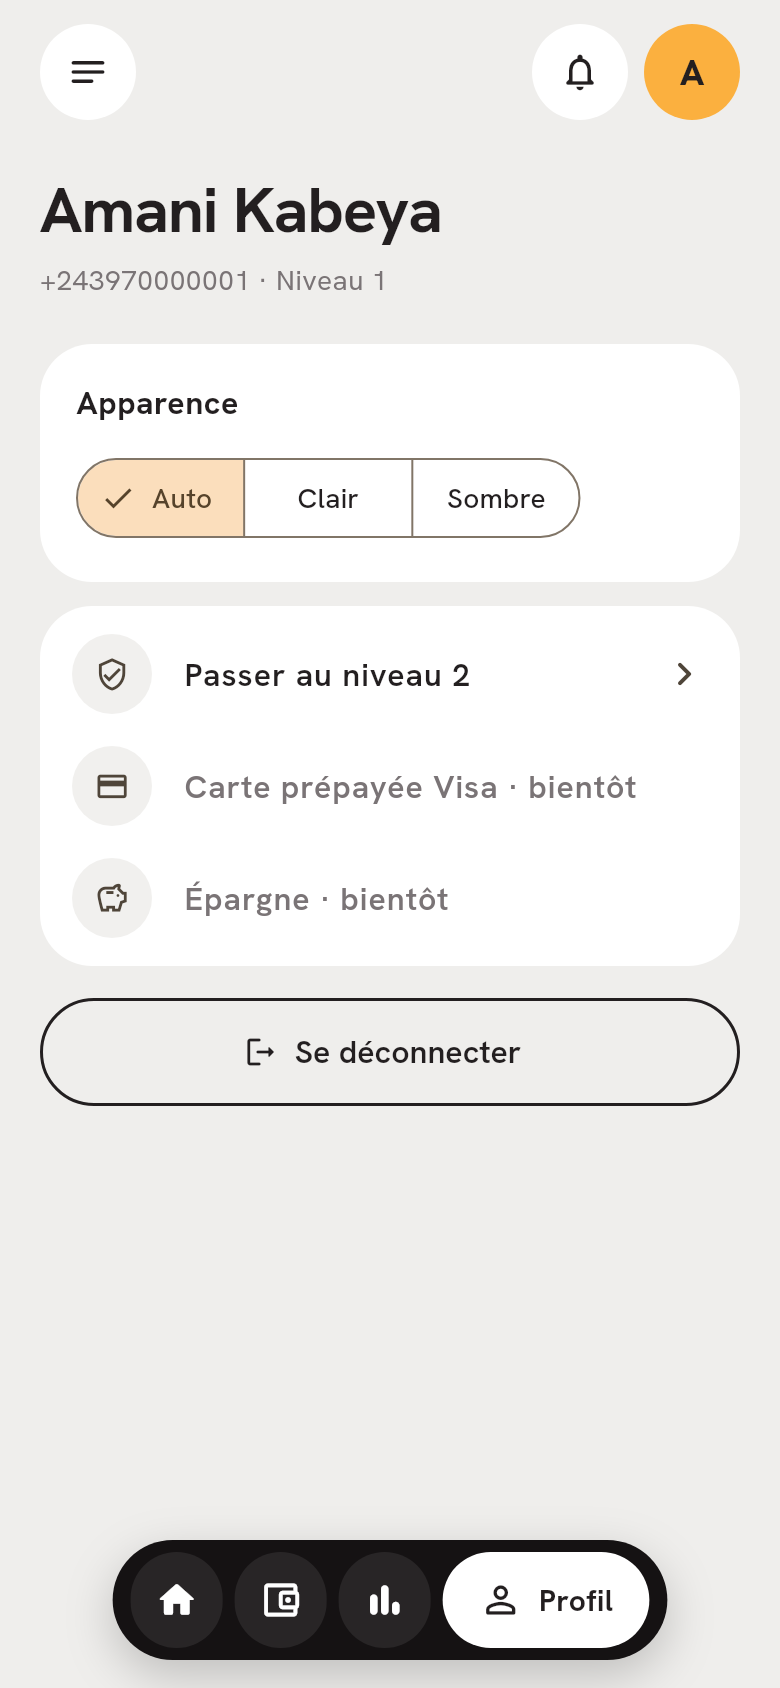 A
Amani Kabeya
+243970000001 · Niveau 1
Apparence
Auto
Clair
Sombre
Passer au niveau 2
Carte prépayée Visa · bientôt
Épargne · bientôt
Se déconnecter
Profil